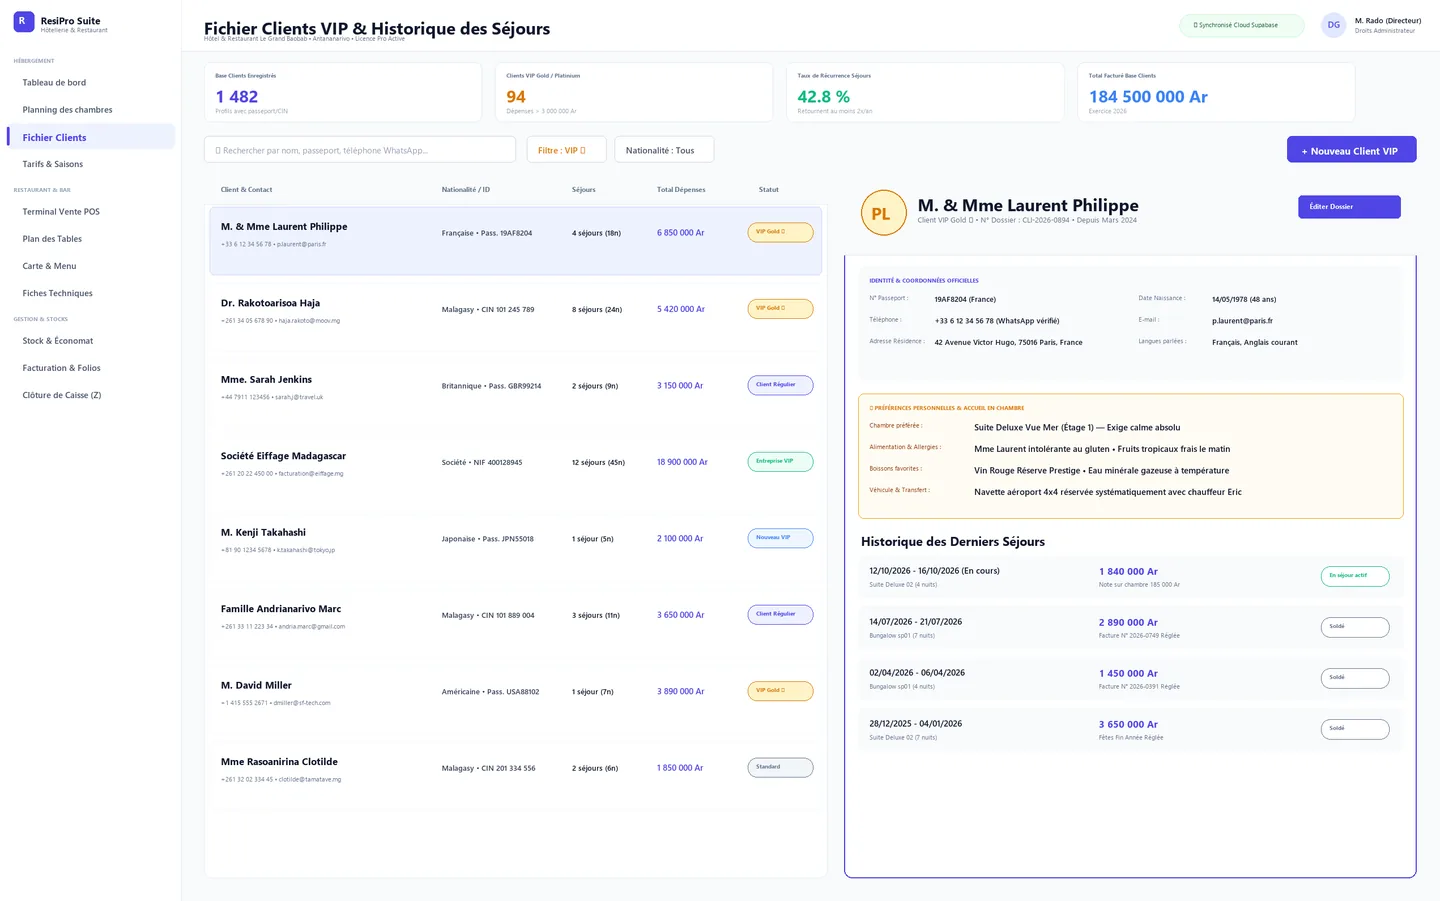 R
ResiPro Suite
Hôtellerie & Restaurant
HÉBERGEMENT
Tableau de bord
Planning des chambres
Fichier Clients
Tarifs & Saisons
RESTAURANT & BAR
Terminal Vente POS
Plan des Tables
Carte & Menu
Fiches Techniques
GESTION & STOCKS
Stock & Économat
Facturation & Folios
Clôture de Caisse (Z)
Fichier Clients VIP & Historique des Séjours
Hôtel & Restaurant Le Grand Baobab • Antananarivo • Licence Pro Active
Synchronisé Cloud Supabase
DG
M. Rado (Directeur)
Droits Administrateur
Base Clients Enregistrés
1 482
Profils avec passeport/CIN
Clients VIP Gold / Platinium
94
Dépenses > 3 000 000 Ar
Taux de Récurrence Séjours
42.8 %
Retournent au moins 2x/an
Total Facturé Base Clients
184 500 000 Ar
Exercice 2026
Rechercher par nom, passeport, téléphone WhatsApp...
Filtre : VIP
Nationalité : Tous
+ Nouveau Client VIP
Client & Contact Nationalité / ID Séjours Total Dépenses Statut
M. & Mme Laurent Philippe
+33 6 12 34 56 78 • p.laurent@paris.fr
Française • Pass. 19AF8204 4 séjours (18n) 6 850 000 Ar VIP Gold
Dr. Rakotoarisoa Haja
+261 34 05 678 90 • haja.rakoto@moov.mg
Malagasy • CIN 101 245 789 8 séjours (24n) 5 420 000 Ar VIP Gold
Mme. Sarah Jenkins
+44 7911 123456 • sarah.j@travel.uk
Britannique • Pass. GBR99214 2 séjours (9n) 3 150 000 Ar Client Régulier
Société Eiffage Madagascar
+261 20 22 450 00 • facturation@eiffage.mg
Société • NIF 400128945 12 séjours (45n) 18 900 000 Ar Entreprise VIP
M. Kenji Takahashi
+81 90 1234 5678 • k.takahashi@tokyo.jp
Japonaise • Pass. JPN55018 1 séjour (5n) 2 100 000 Ar Nouveau VIP
Famille Andrianarivo Marc
+261 33 11 223 34 • andria.marc@gmail.com
Malagasy • CIN 101 889 004 3 séjours (11n) 3 650 000 Ar Client Régulier
M. David Miller
+1 415 555 2671 • dmiller@sf-tech.com
Américaine • Pass. USA88102 1 séjour (7n) 3 890 000 Ar VIP Gold
Mme Rasoanirina Clotilde
+261 32 02 334 45 • clotilde@tamatave.mg
Malagasy • CIN 201 334 556 2 séjours (6n) 1 850 000 Ar Standard
PL
M. & Mme Laurent Philippe
Client VIP Gold • N° Dossier : CLI-2026-0894 • Depuis Mars 2024
Éditer Dossier
IDENTITÉ & COORDONNÉES OFFICIELLES
N° Passeport : 19AF8204 (France) Date Naissance : 14/05/1978 (48 ans)
Téléphone : +33 6 12 34 56 78 (WhatsApp vérifié) E-mail : p.laurent@paris.fr
Adresse Résidence : 42 Avenue Victor Hugo, 75016 Paris, France Langues parlées : Français, Anglais courant
PRÉFÉRENCES PERSONNELLES & ACCUEIL EN CHAMBRE
Chambre préférée : Suite Deluxe Vue Mer (Étage 1) — Exige calme absolu
Alimentation & Allergies : Mme Laurent intolérante au gluten • Fruits tropicaux frais le matin
Boissons favorites : Vin Rouge Réserve Prestige • Eau minérale gazeuse à température
Véhicule & Transfert : Navette aéroport 4x4 réservée systématiquement avec chauffeur Eric
Historique des Derniers Séjours
12/10/2026 - 16/10/2026 (En cours) 1 840 000 Ar En séjour actif
Suite Deluxe 02 (4 nuits) Note sur chambre 185 000 Ar
14/07/2026 - 21/07/2026 2 890 000 Ar Soldé
Bungalow sp01 (7 nuits) Facture N° 2026-0749 Réglée
02/04/2026 - 06/04/2026 1 450 000 Ar Soldé
Bungalow sp01 (4 nuits) Facture N° 2026-0391 Réglée
28/12/2025 - 04/01/2026 3 650 000 Ar Soldé
Suite Deluxe 02 (7 nuits) Fêtes Fin Année Réglée